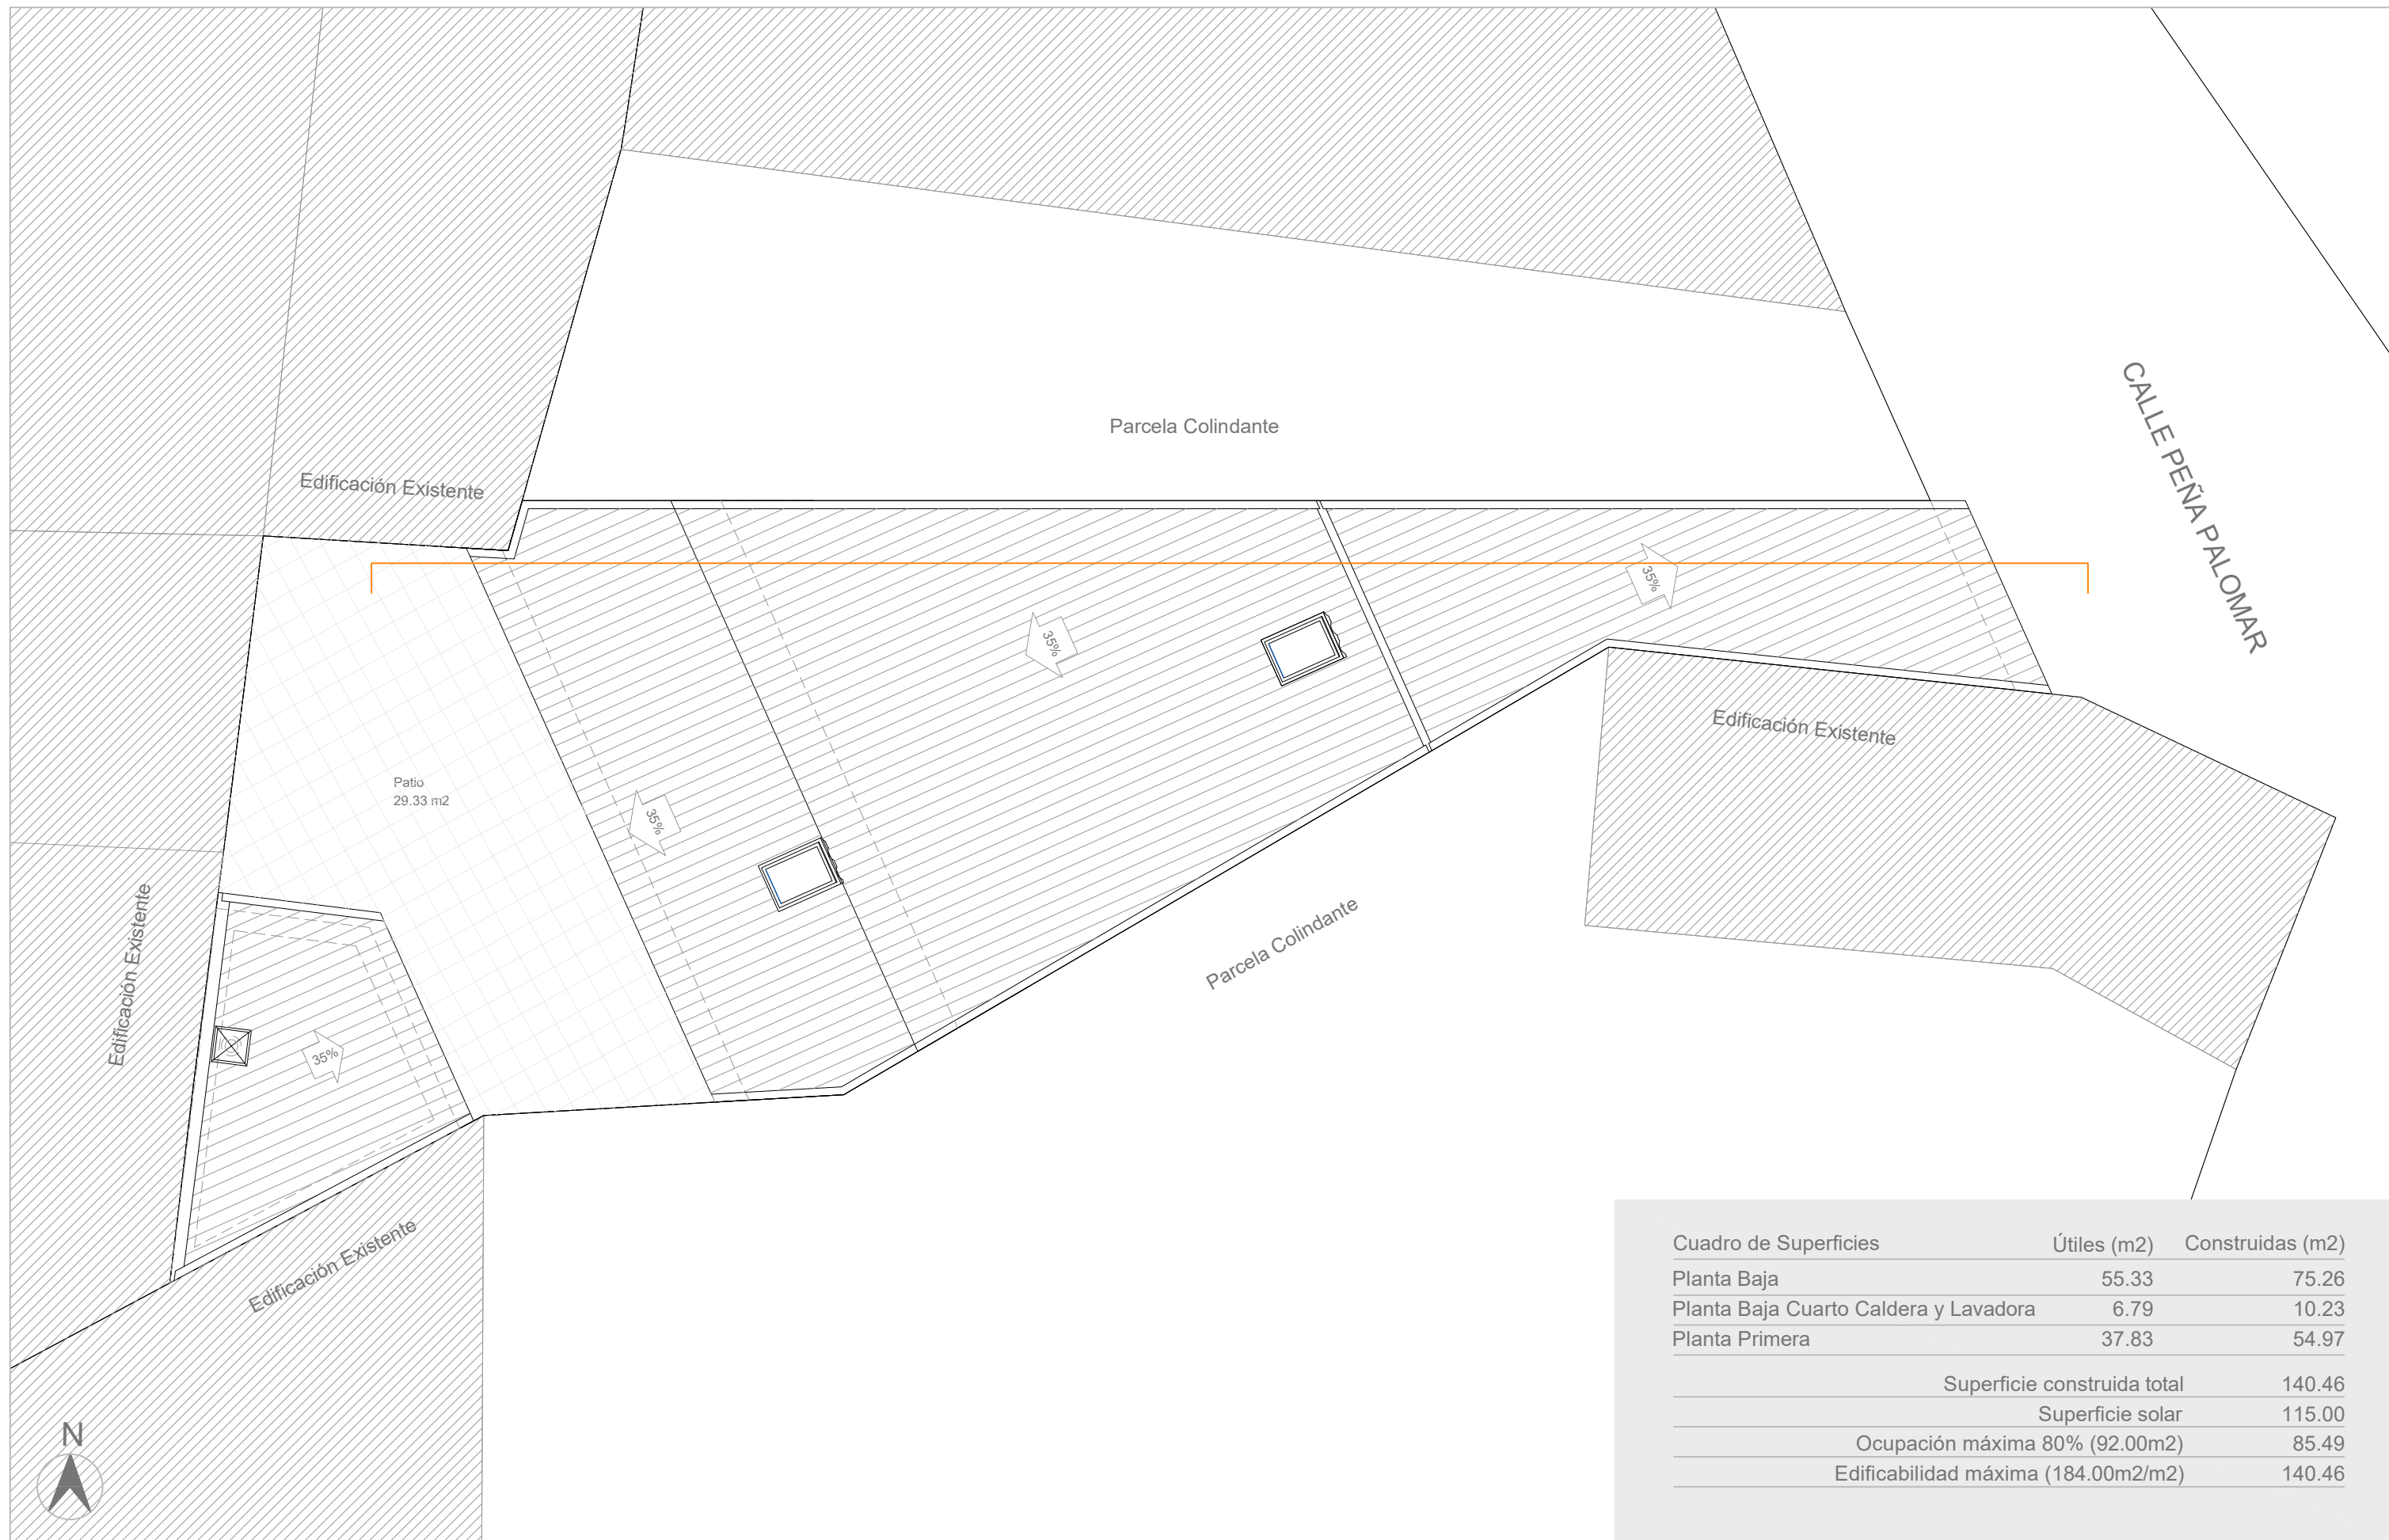 Parcela Colindante
CALLE PEÑA PALOMAR
Edificación Existente
35%
35%
Edificación Existente
Patio
29.33 m2
35%
Parcela Colindante
Edificación Existente
35%
Edificación Existente
N
Cuadro de Superficies Útiles (m2) Construidas (m2)
Planta Baja 55.33 75.26
Planta Baja Cuarto Caldera y Lavadora 6.79 10.23
Planta Primera 37.83 54.97
Superficie construida total 140.46
Superficie solar 115.00
Ocupación máxima 80% (92.00m2) 85.49
Edificabilidad máxima (184.00m2/m2) 140.46